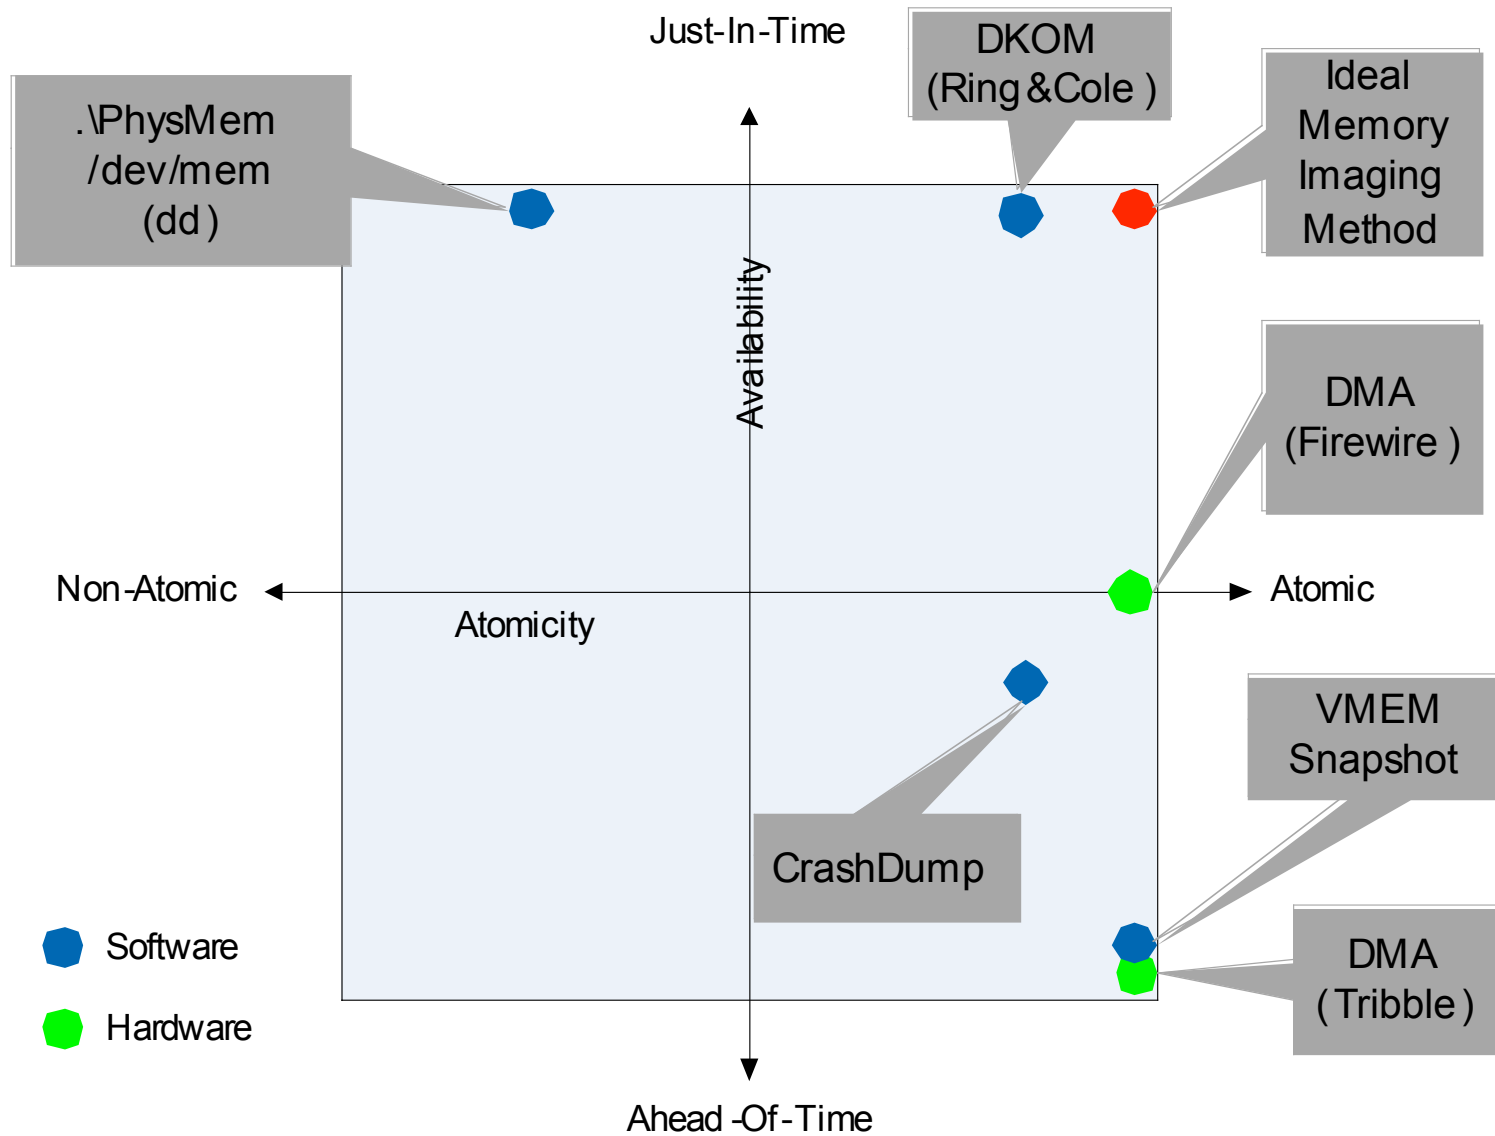 Just-In-Time
DKOM
(Ring&Cole)
Ideal
Memory
Imaging
Method
.\PhysMem
/dev/mem
(dd)
Availability
DMA
(Firewire)
Non-Atomic
Atomic
Atomicity
VMEM
Snapshot
CrashDump
Software
DMA
(Tribble)
Hardware
Ahead-Of-Time